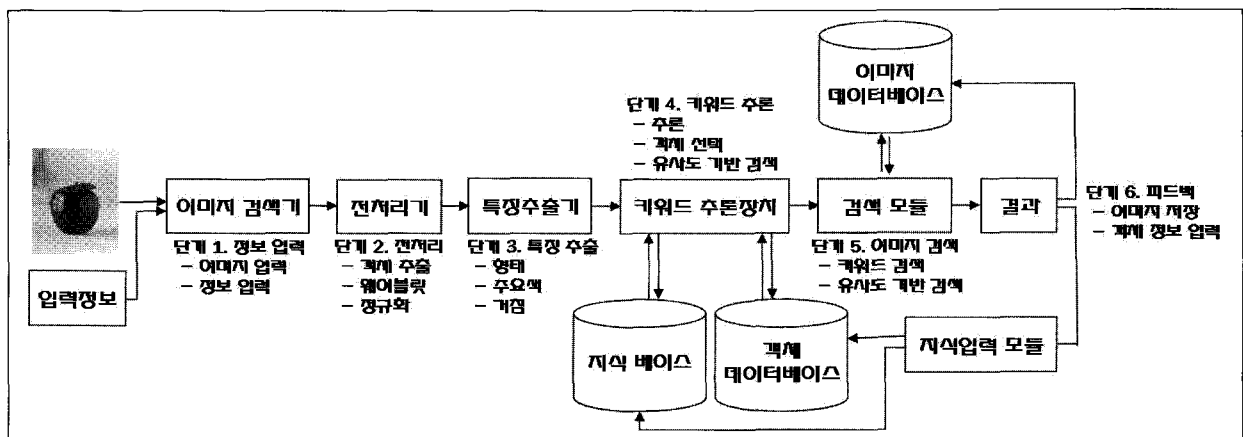 이미지
데이터베이스
단계 4. 키워드 추론
– 추론
– 객체 선택
– 유사도 기반 검색
이미지 검색기
전처리기
특징추출기
키워드 추론장치
검색 모듈
결과
단계 6. 피드백
– 이미지 저장
– 객체 정보 입력
단계 1. 정보 입력
– 이미지 입력
– 정보 입력
단계 2. 전처리
– 객체 추출
– 웨이블릿
– 정규화
단계 3. 특징 추출
– 형태
– 주요색
– 거침
단계 5. 이미지 검색
– 키워드 검색
– 유사도 기반 검색
입력정보
지식 베이스
객체
데이터베이스
지식입력 모듈